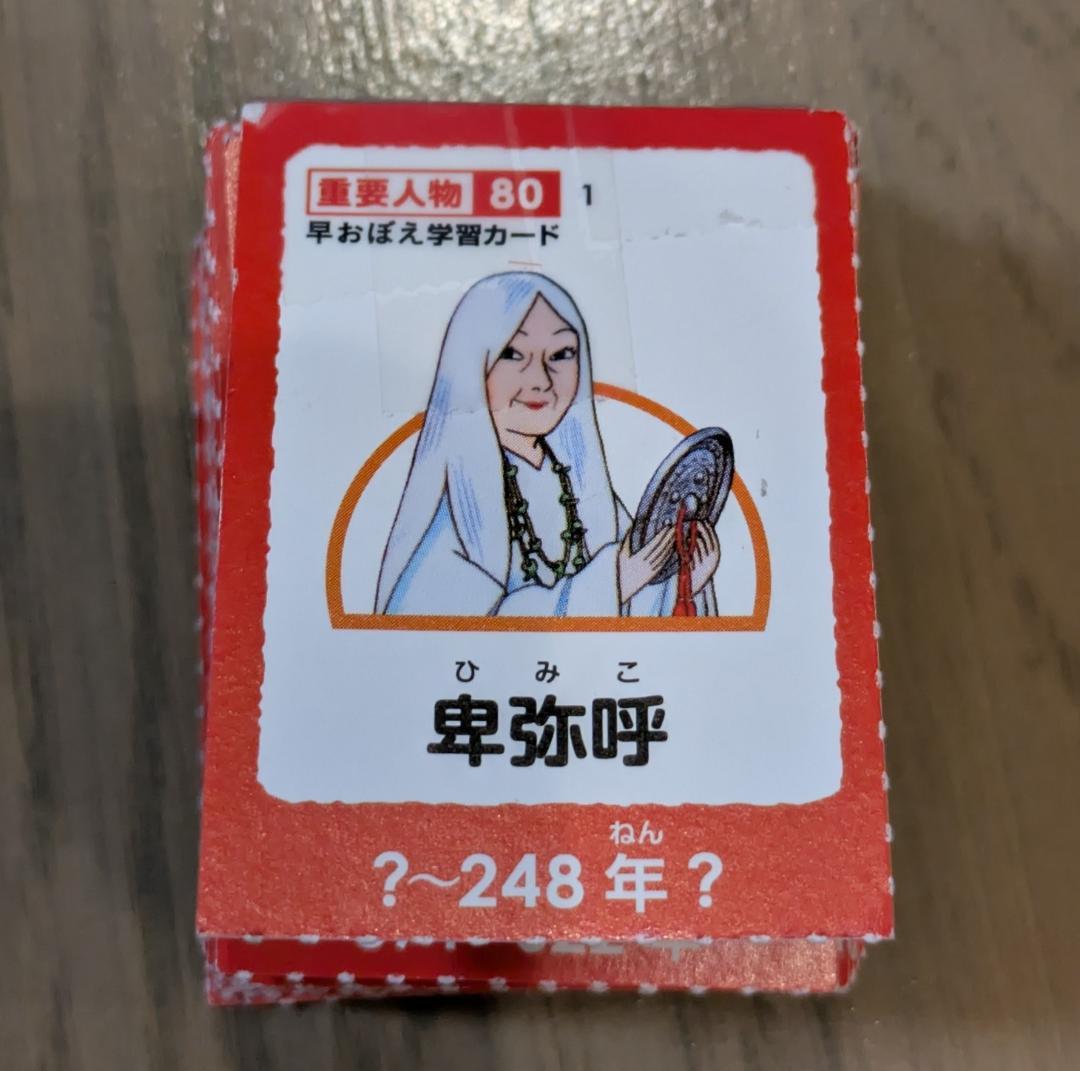 重要人物 80 1
早おぼえ学習カード
ひみこ
卑弥呼
ねん
?〜248年?